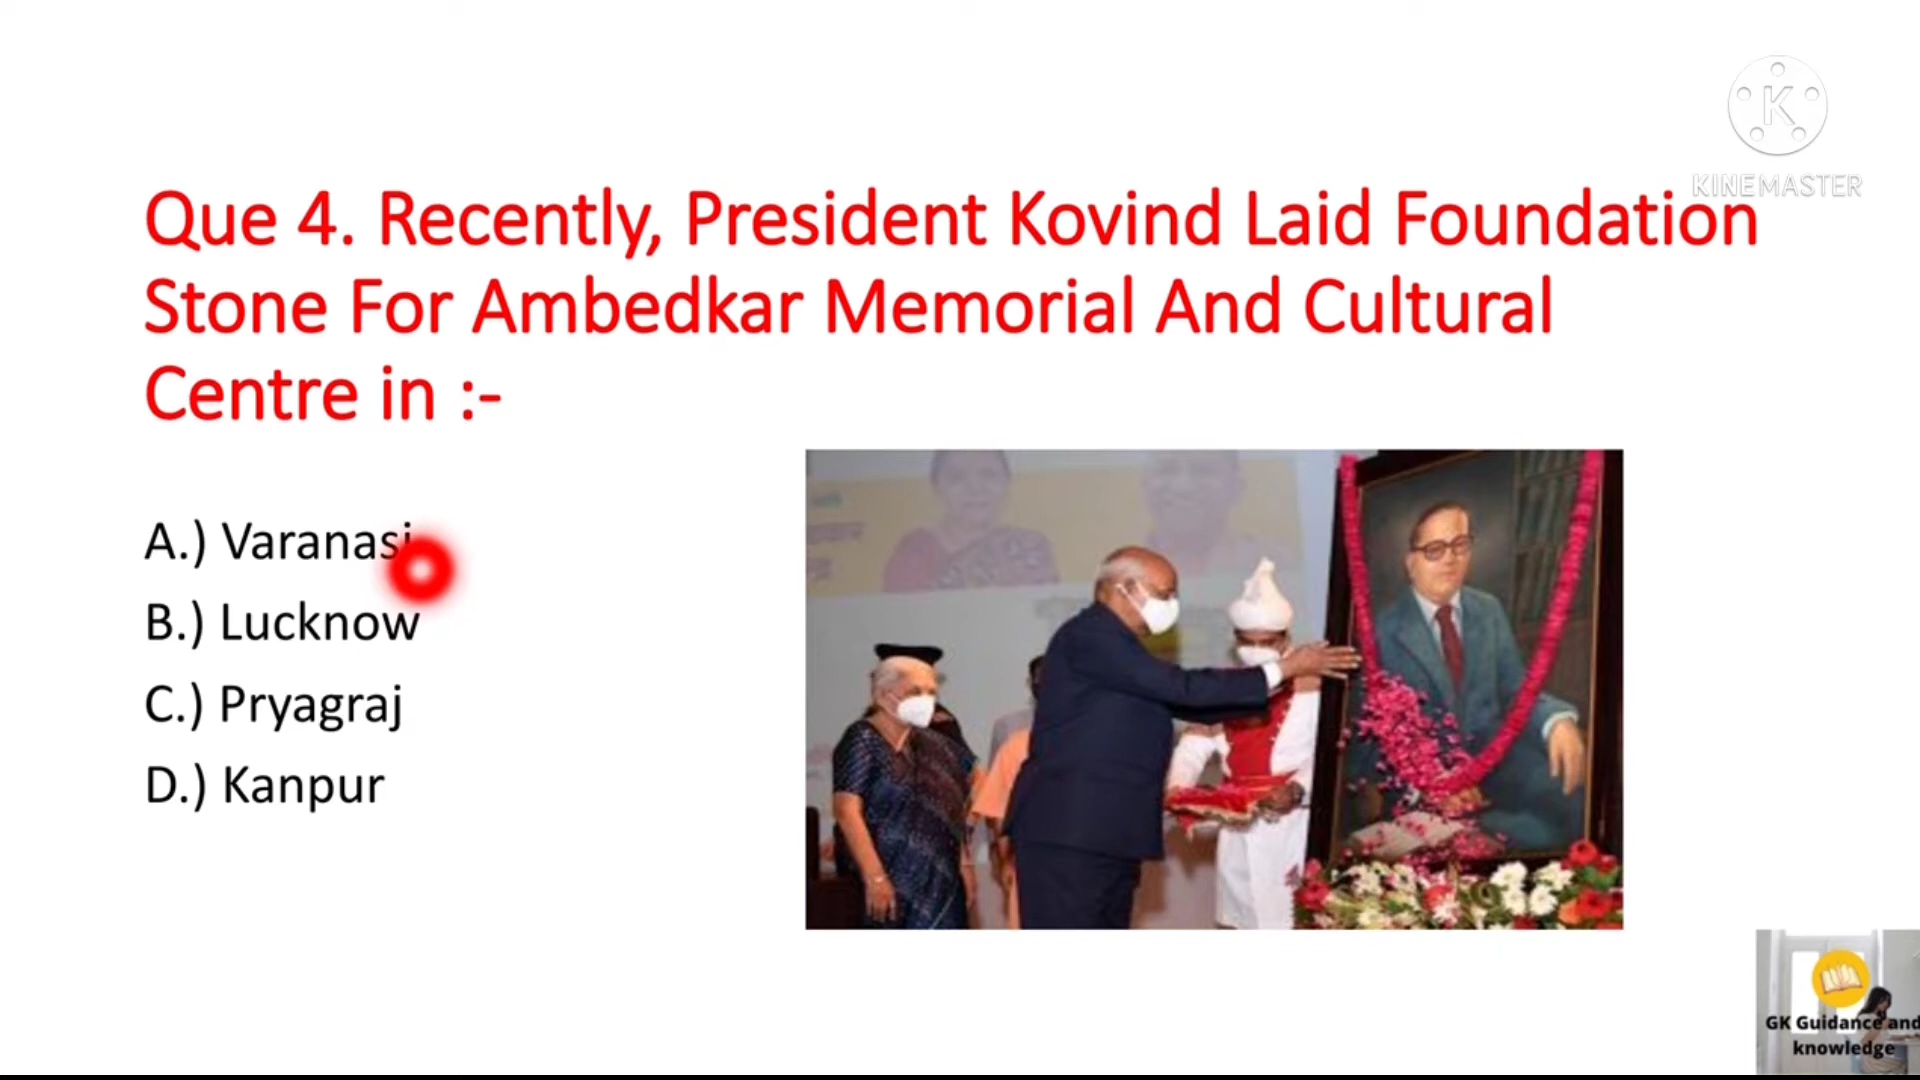 K
KINEMASTER
Que 4. Recently, President Kovind Laid Foundation
Stone For Ambedkar Memorial And Cultural
Centre in :-
A.) Varanasi
B.) Lucknow
C.) Pryagraj
D.) Kanpur
GK Guidance and
knowledge